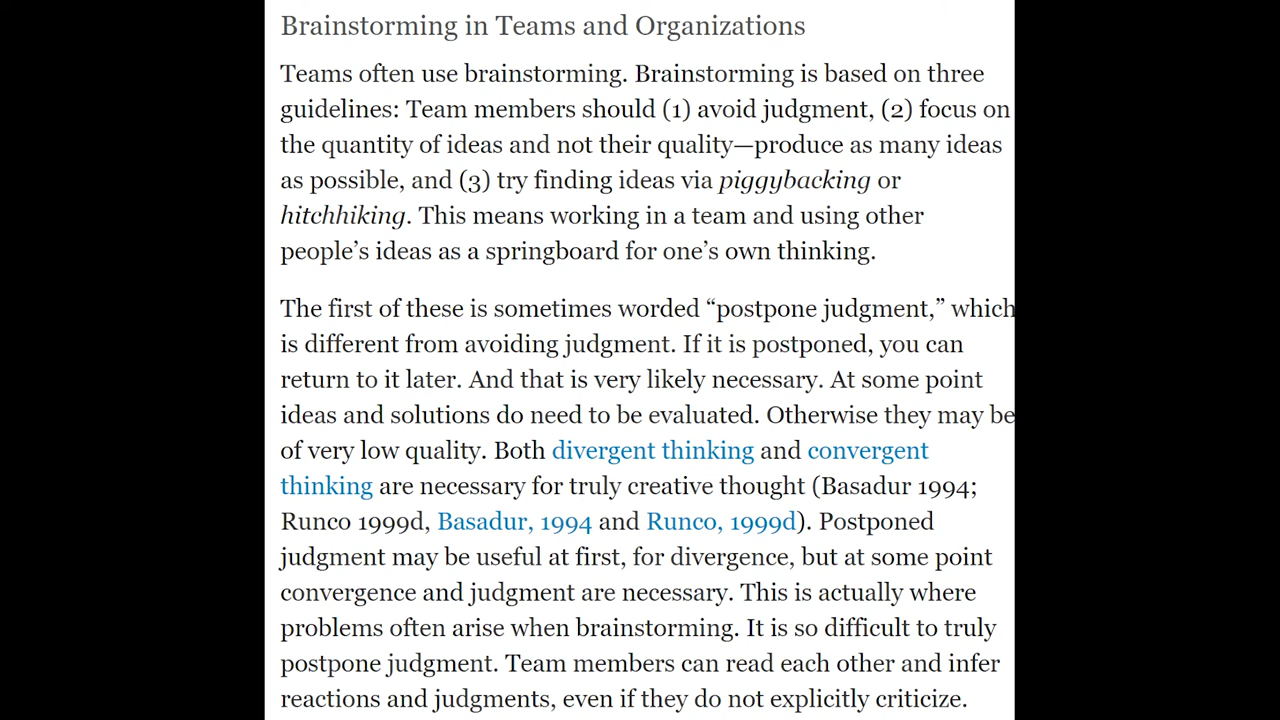 Brainstorming in Teams and Organizations
Teams often use brainstorming. Brainstorming is based on three
guidelines: Team members should (1) avoid judgment, (2) focus on
the quantity of ideas and not their quality—produce as many ideas
as possible, and (3) try finding ideas via piggybacking or
hitchhiking. This means working in a team and using other
people’s ideas as a springboard for one’s own thinking.
The first of these is sometimes worded “postpone judgment,” which
is different from avoiding judgment. If it is postponed, you can
return to it later. And that is very likely necessary. At some point
ideas and solutions do need to be evaluated. Otherwise they may be
of very low quality. Both divergent thinking and convergent
thinking are necessary for truly creative thought (Basadur 1994;
Runco 1999d, Basadur, 1994 and Runco, 1999d). Postponed
judgment may be useful at first, for divergence, but at some point
convergence and judgment are necessary. This is actually where
problems often arise when brainstorming. It is so difficult to truly
postpone judgment. Team members can read each other and infer
reactions and judgments, even if they do not explicitly criticize.